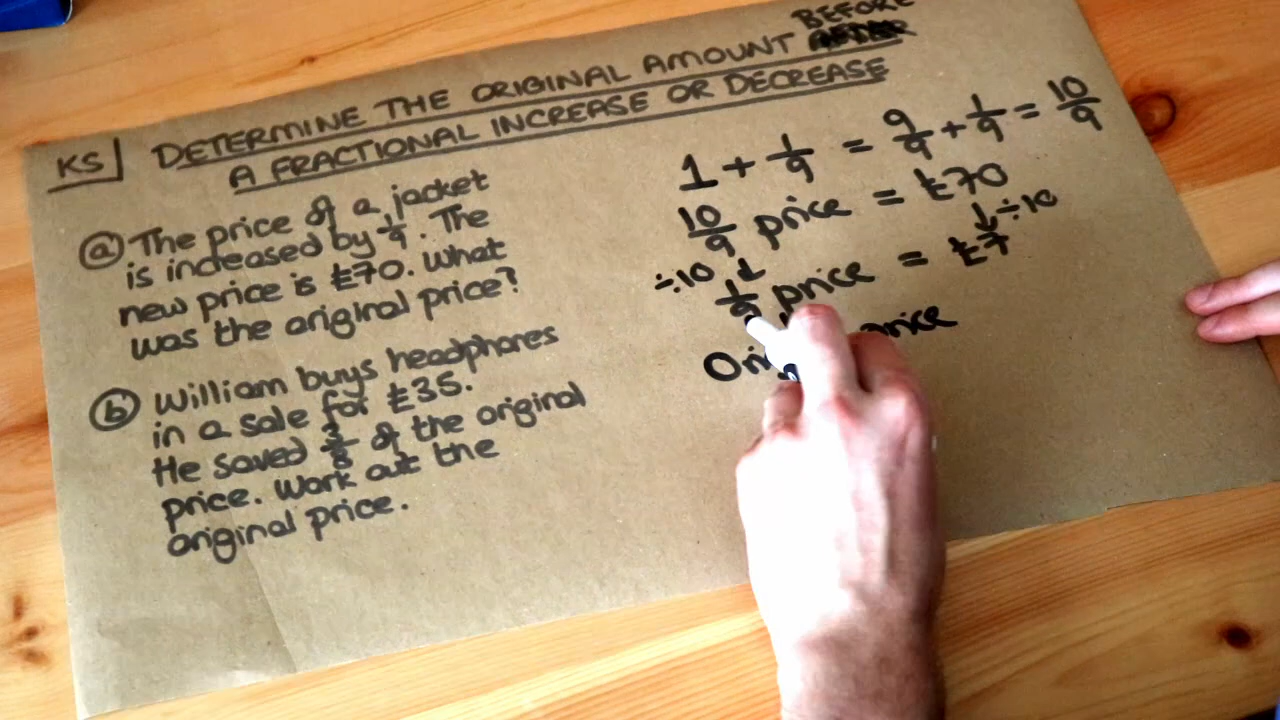 BEFORE
KS DETERMINE THE ORIGINAL AMOUNT
A FRACTIONAL INCREASE OR DECREASE
ⓐ The price of a jacket
is increased by 1/9. The
new price is £70. What
was the original price?
ⓑ William buys headphones
in a sale for £35.
He saved 3/8 of the original
price. Work out the
original price.
1 + 1/9 = 9/9 + 1/9 = 10/9
10/9 price = £70
÷10 ↓ ↓ ÷10
1/9 price = £7
price